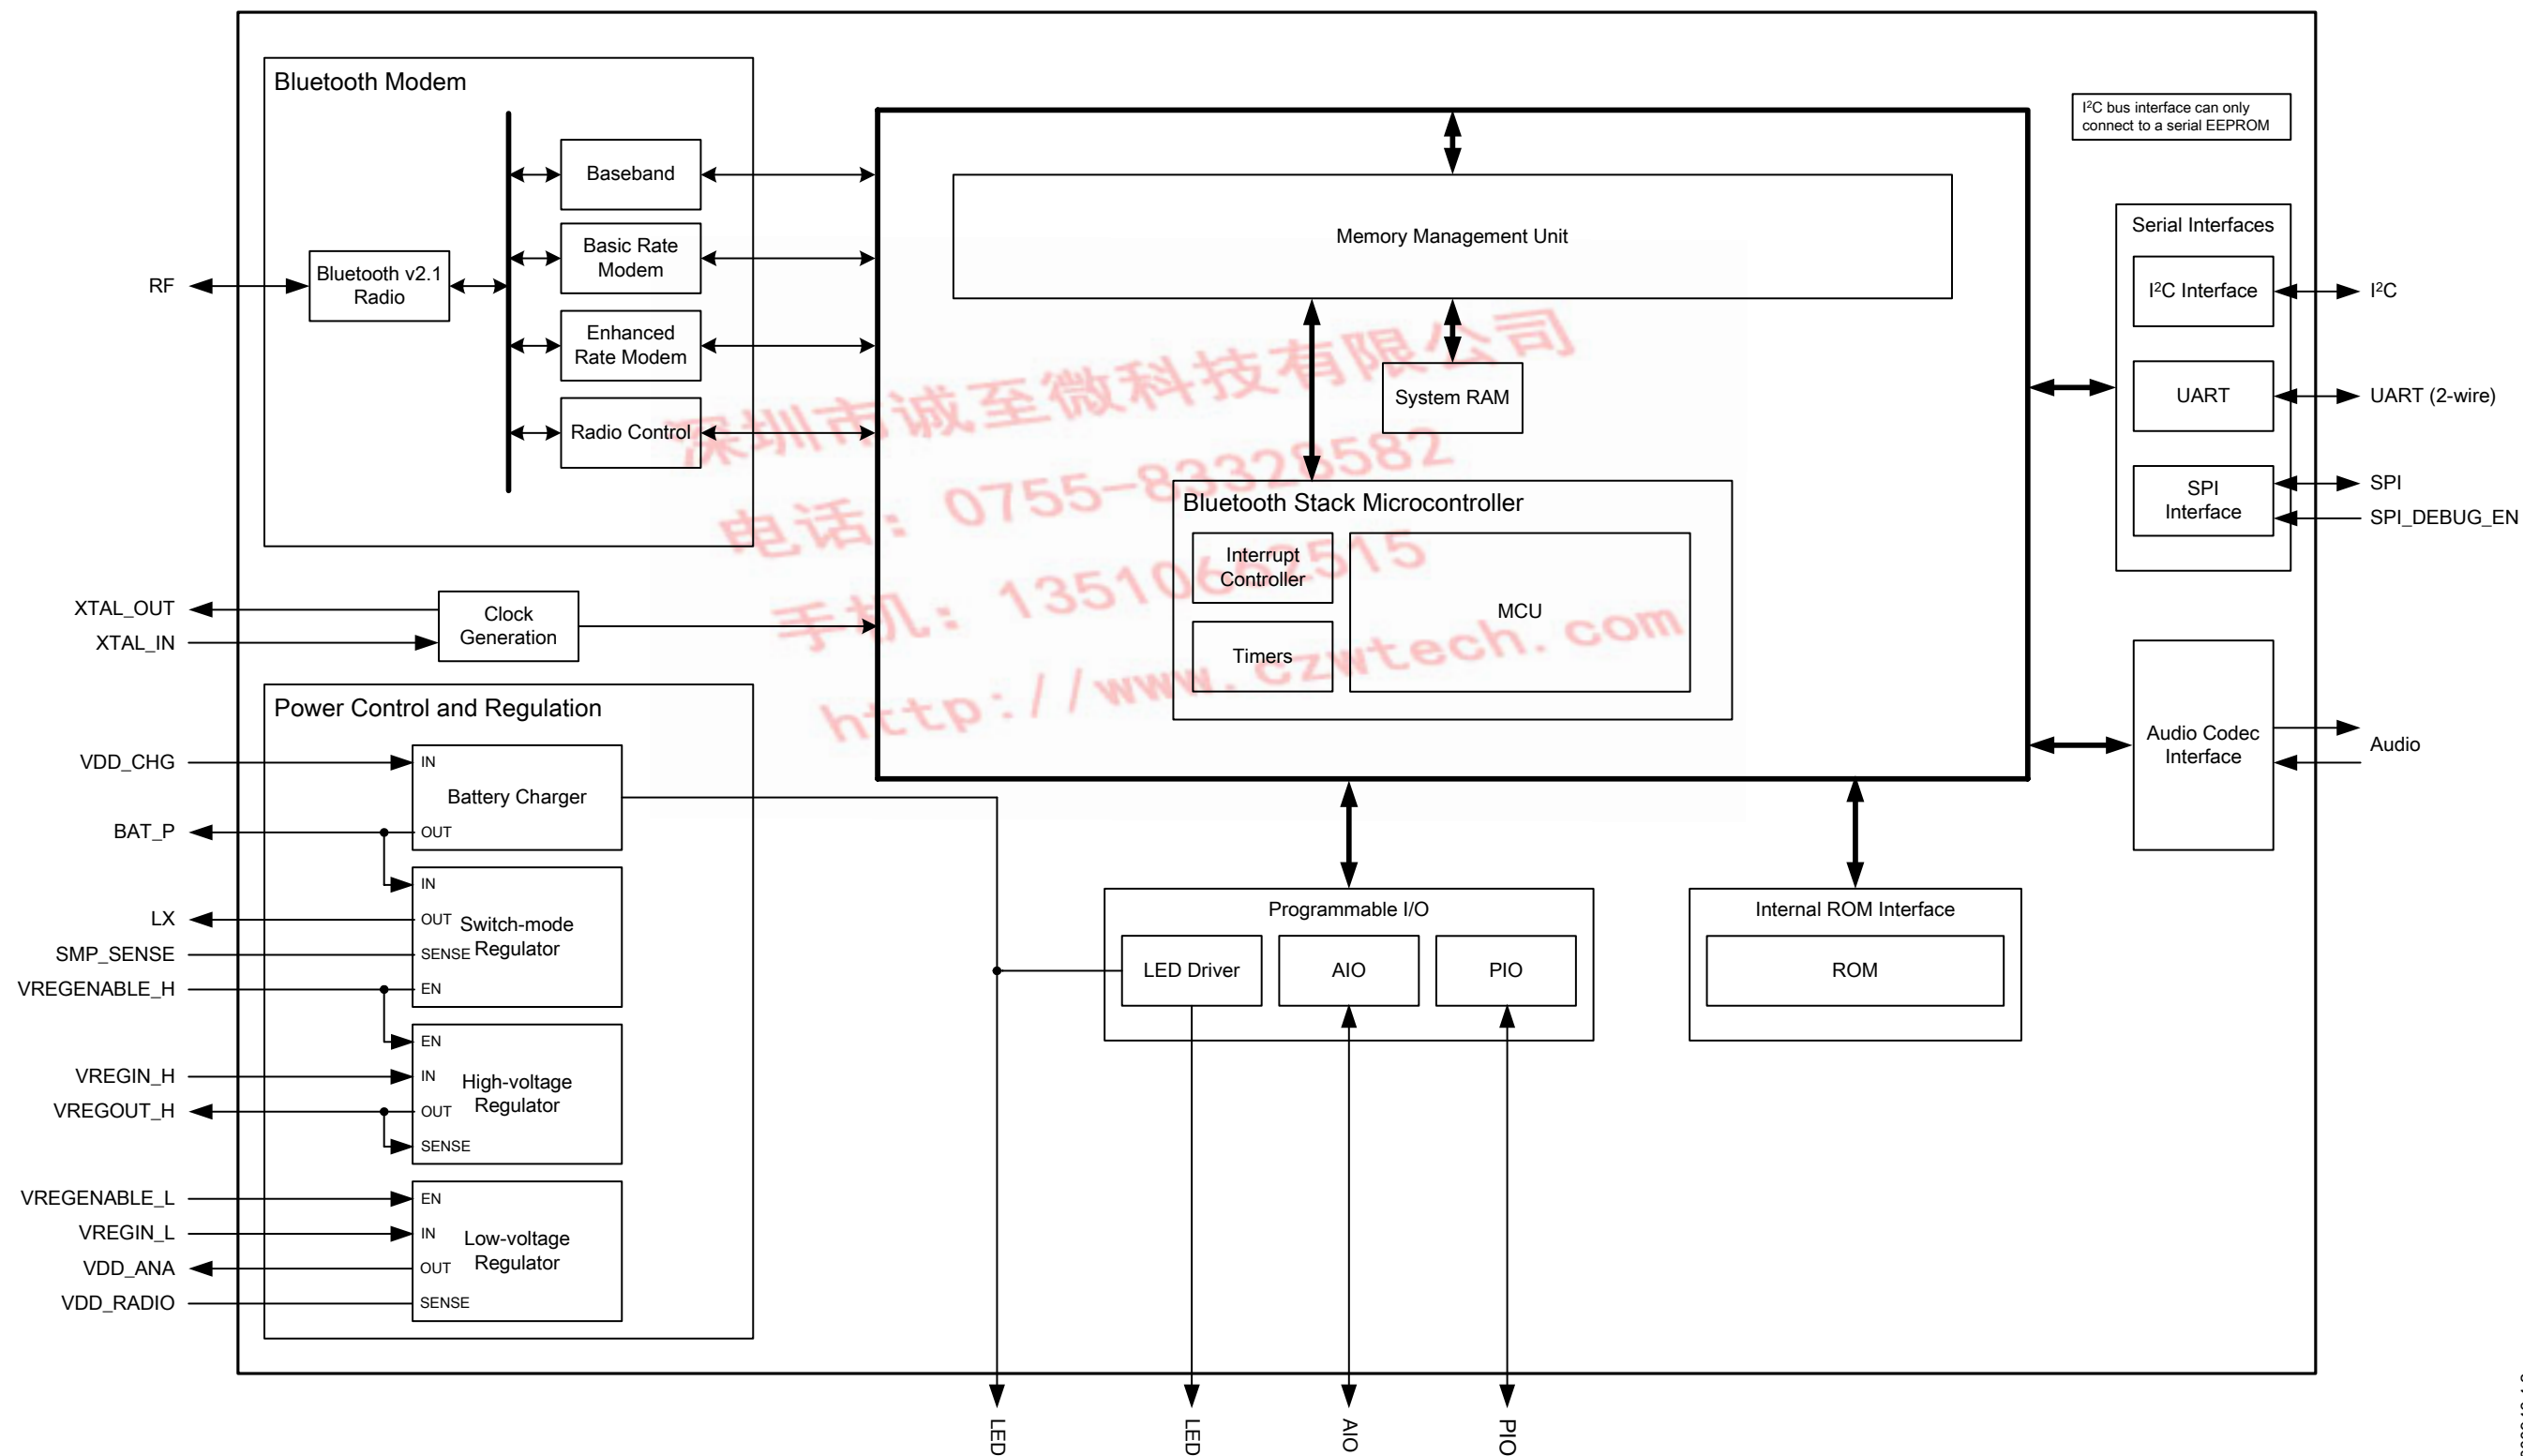 Bluetooth Modem
I²C bus interface can only
connect to a serial EEPROM
Baseband
Basic Rate
Modem
Enhanced
Rate Modem
Radio Control
Bluetooth v2.1
Radio
RF
Memory Management Unit
System RAM
Bluetooth Stack Microcontroller
Interrupt
Controller
Timers
MCU
Serial Interfaces
I²C Interface
I²C
UART
UART (2-wire)
SPI
Interface
SPI
SPI_DEBUG_EN
深圳市诚至微科技有限公司
电话：0755-83328582
手机：13510662515
http://www.czwtech.com
XTAL_OUT
XTAL_IN
Clock
Generation
Audio Codec
Interface
Audio
Power Control and Regulation
VDD_CHG
IN
Battery Charger
BAT_P
OUT
IN
LX
OUT
Switch-mode
Regulator
SMP_SENSE
SENSE
VREGENABLE_H
EN
EN
VREGIN_H
IN
High-voltage
Regulator
VREGOUT_H
OUT
SENSE
VREGENABLE_L
EN
VREGIN_L
IN
Low-voltage
Regulator
VDD_ANA
OUT
VDD_RADIO
SENSE
Programmable I/O
LED Driver
AIO
PIO
Internal ROM Interface
ROM
LED
LED
AIO
PIO